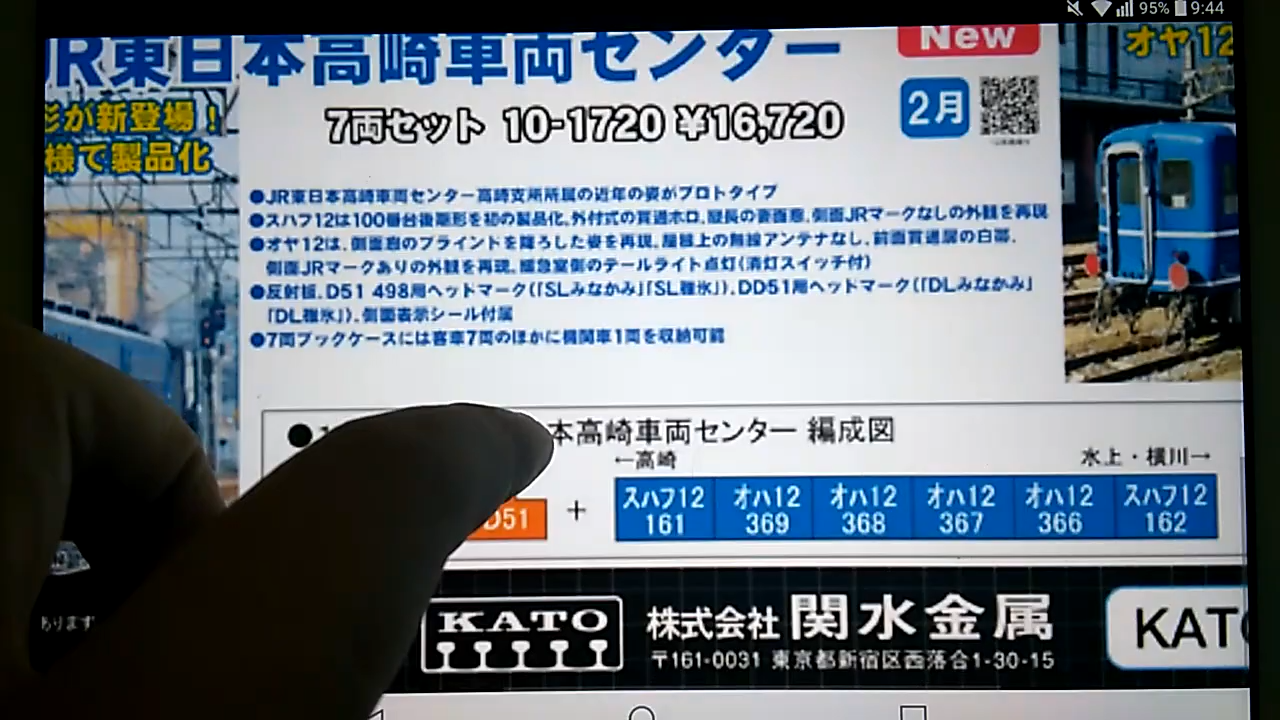 95% 9:44
JR東日本高崎車両センター
New
オヤ12
が新登場！
様で製品化
7両セット 10-1720 ¥16,720
2月
●JR東日本高崎車両センター高崎支所所属の近年の姿がプロトタイプ
●スハフ12は100番台後期形を初の製品化。外付式の貫通ホロ、縦長の妻面窓、側面JRマークなしの外観を再現
●オヤ12は、側面窓のブラインドを降ろした姿を再現。屋根上の無線アンテナなし、前面貫通扉の白帯、
側面JRマークありの外観を再現。緩急室側のテールライト点灯(消灯スイッチ付)
●反射板、D51 498用ヘッドマーク(「SLみなかみ」「SL碓氷」)、DD51用ヘッドマーク(「DLみなかみ」
「DL碓氷」)、側面表示シール付属
●7両ブックケースには客車7両のほかに機関車1両を収納可能
本高崎車両センター 編成図
←高崎
水上・横川→
D51 + スハフ12 161 オハ12 369 オハ12 368 オハ12 367 オハ12 366 スハフ12 162
あります
KATO 株式会社 関水金属
〒161-0031 東京都新宿区西落合1-30-15
KATO